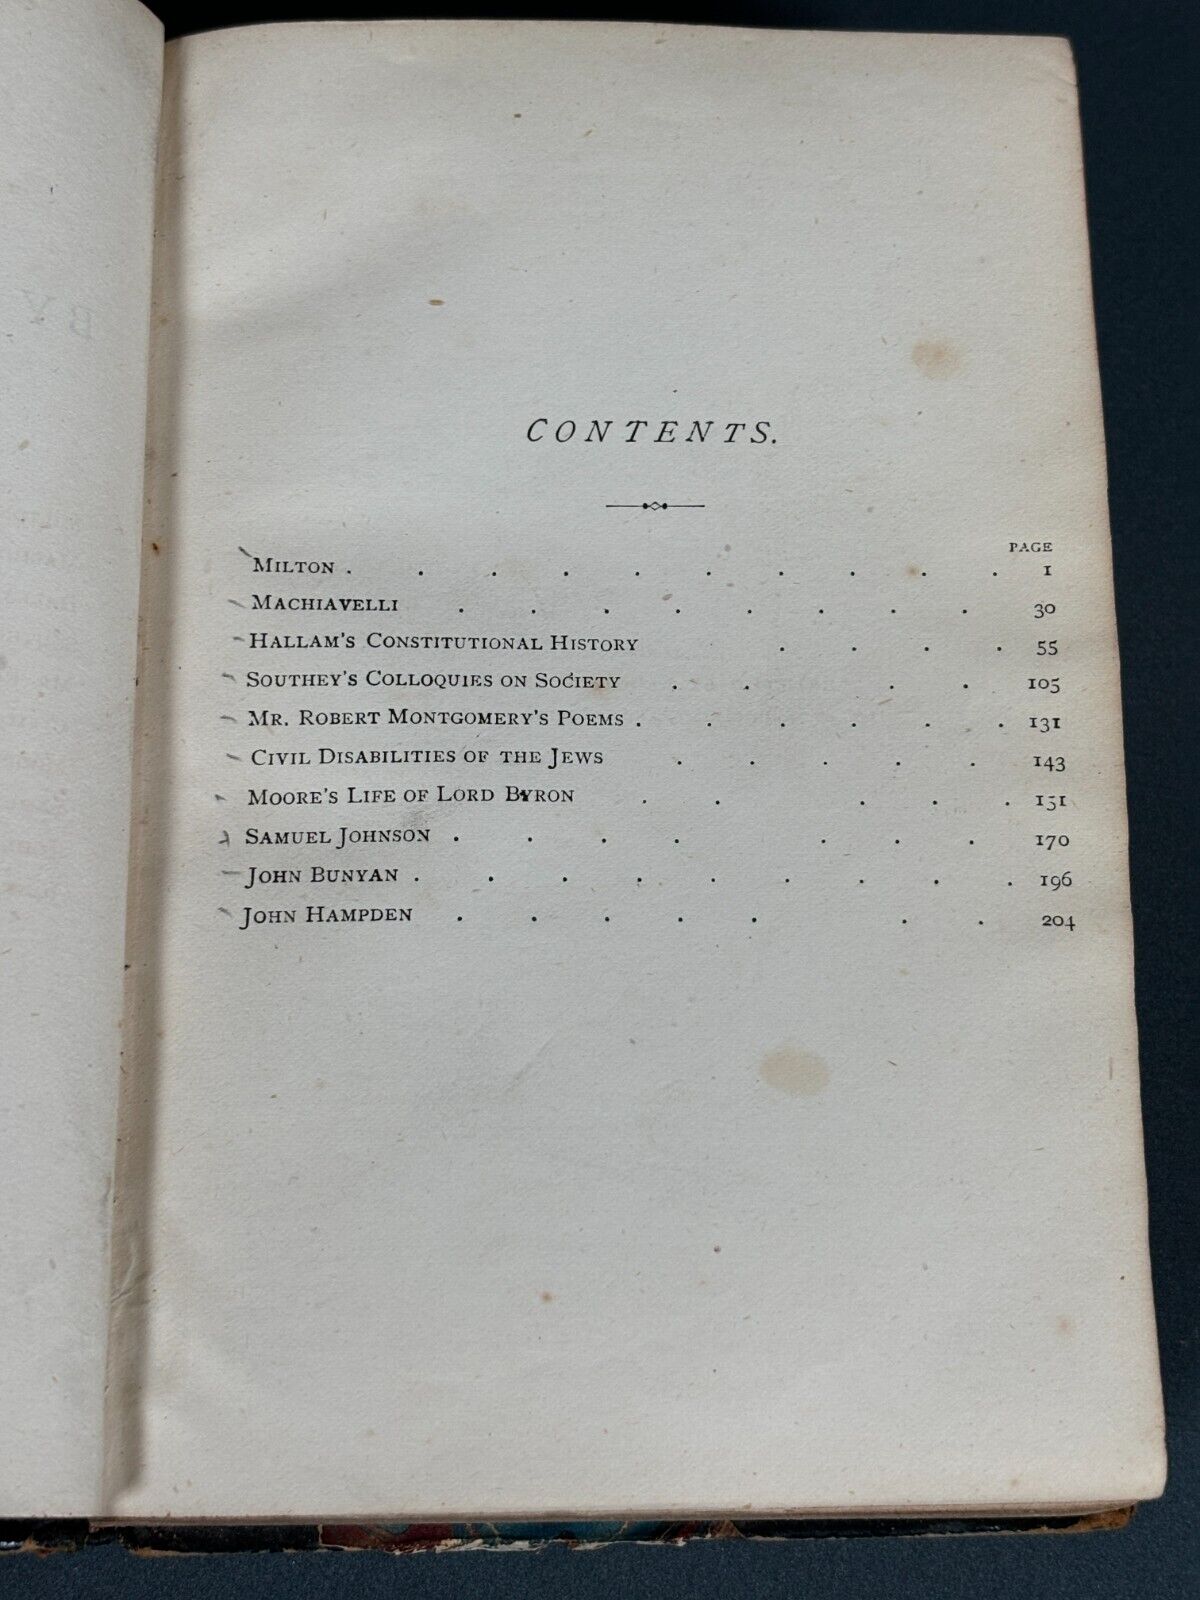 CONTENTS.
PAGE
MILTON . . . . . . . . . . 1
MACHIAVELLI . . . . . . . . 30
HALLAM'S CONSTITUTIONAL HISTORY . . . . 55
SOUTHEY'S COLLOQUIES ON SOCIETY . . . . 105
MR. ROBERT MONTGOMERY'S POEMS . . . . . . 131
CIVIL DISABILITIES OF THE JEWS . . . . . 143
MOORE'S LIFE OF LORD BYRON . . . . . 151
SAMUEL JOHNSON . . . . . . . 170
JOHN BUNYAN . . . . . . . . . 196
JOHN HAMPDEN . . . . . . . 204